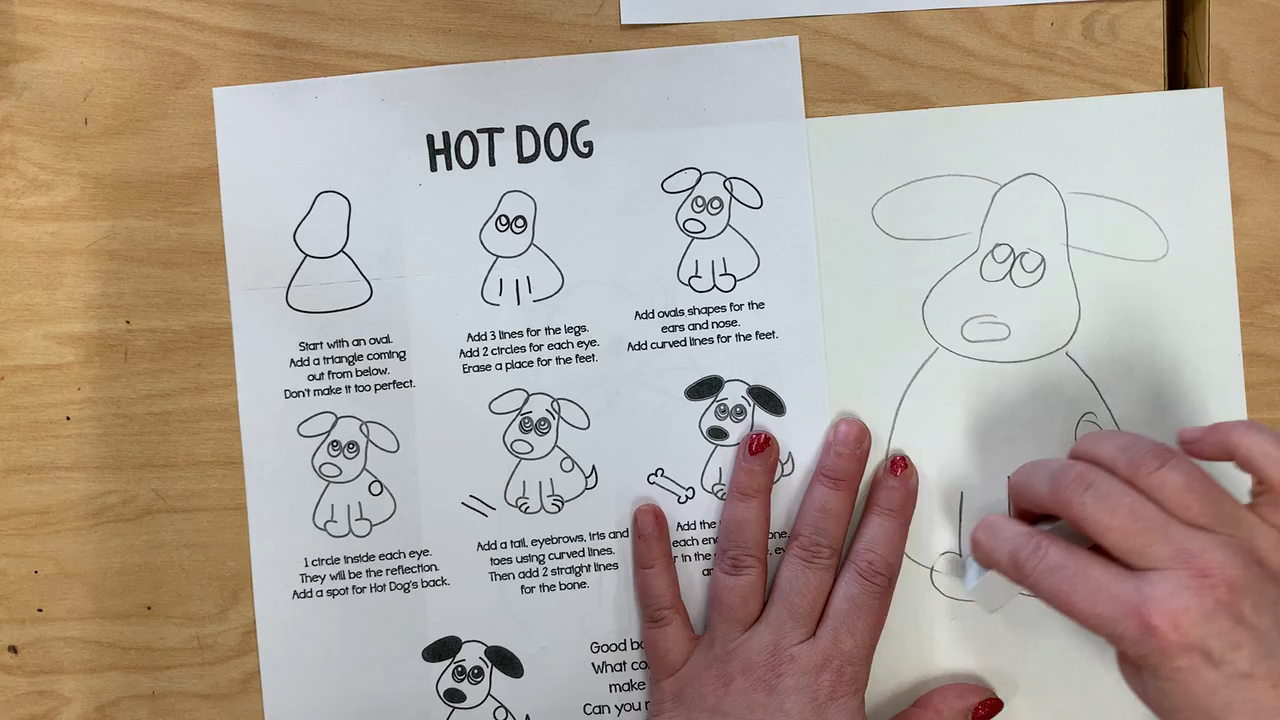 HOT DOG
Start with an oval.
Add a triangle coming
out from below.
Don't make it too perfect.
Add 3 lines for the legs.
Add 2 circles for each eye.
Erase a place for the feet.
Add ovals shapes for the
ears and nose.
Add curved lines for the feet.
1 circle inside each eye.
They will be the reflection.
Add a spot for Hot Dog's back.
Add a tail, eyebrows, iris and
toes using curved lines.
Then add 2 straight lines
for the bone.
Add the
each
in the
Good
What
make
Can you